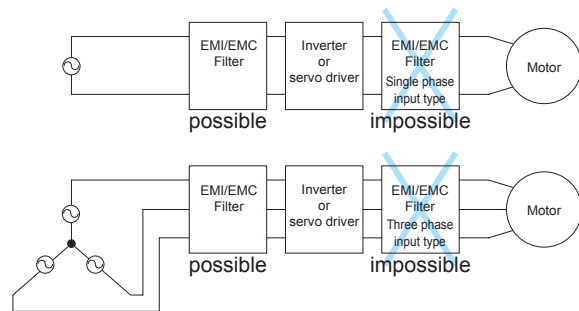 EMI/EMC
Filter
possible
Inverter
or
servo driver
EMI/EMC
Filter
Single phase
input type
impossible
Motor
EMI/EMC
Filter
possible
Inverter
or
servo driver
EMI/EMC
Filter
Three phase
input type
impossible
Motor